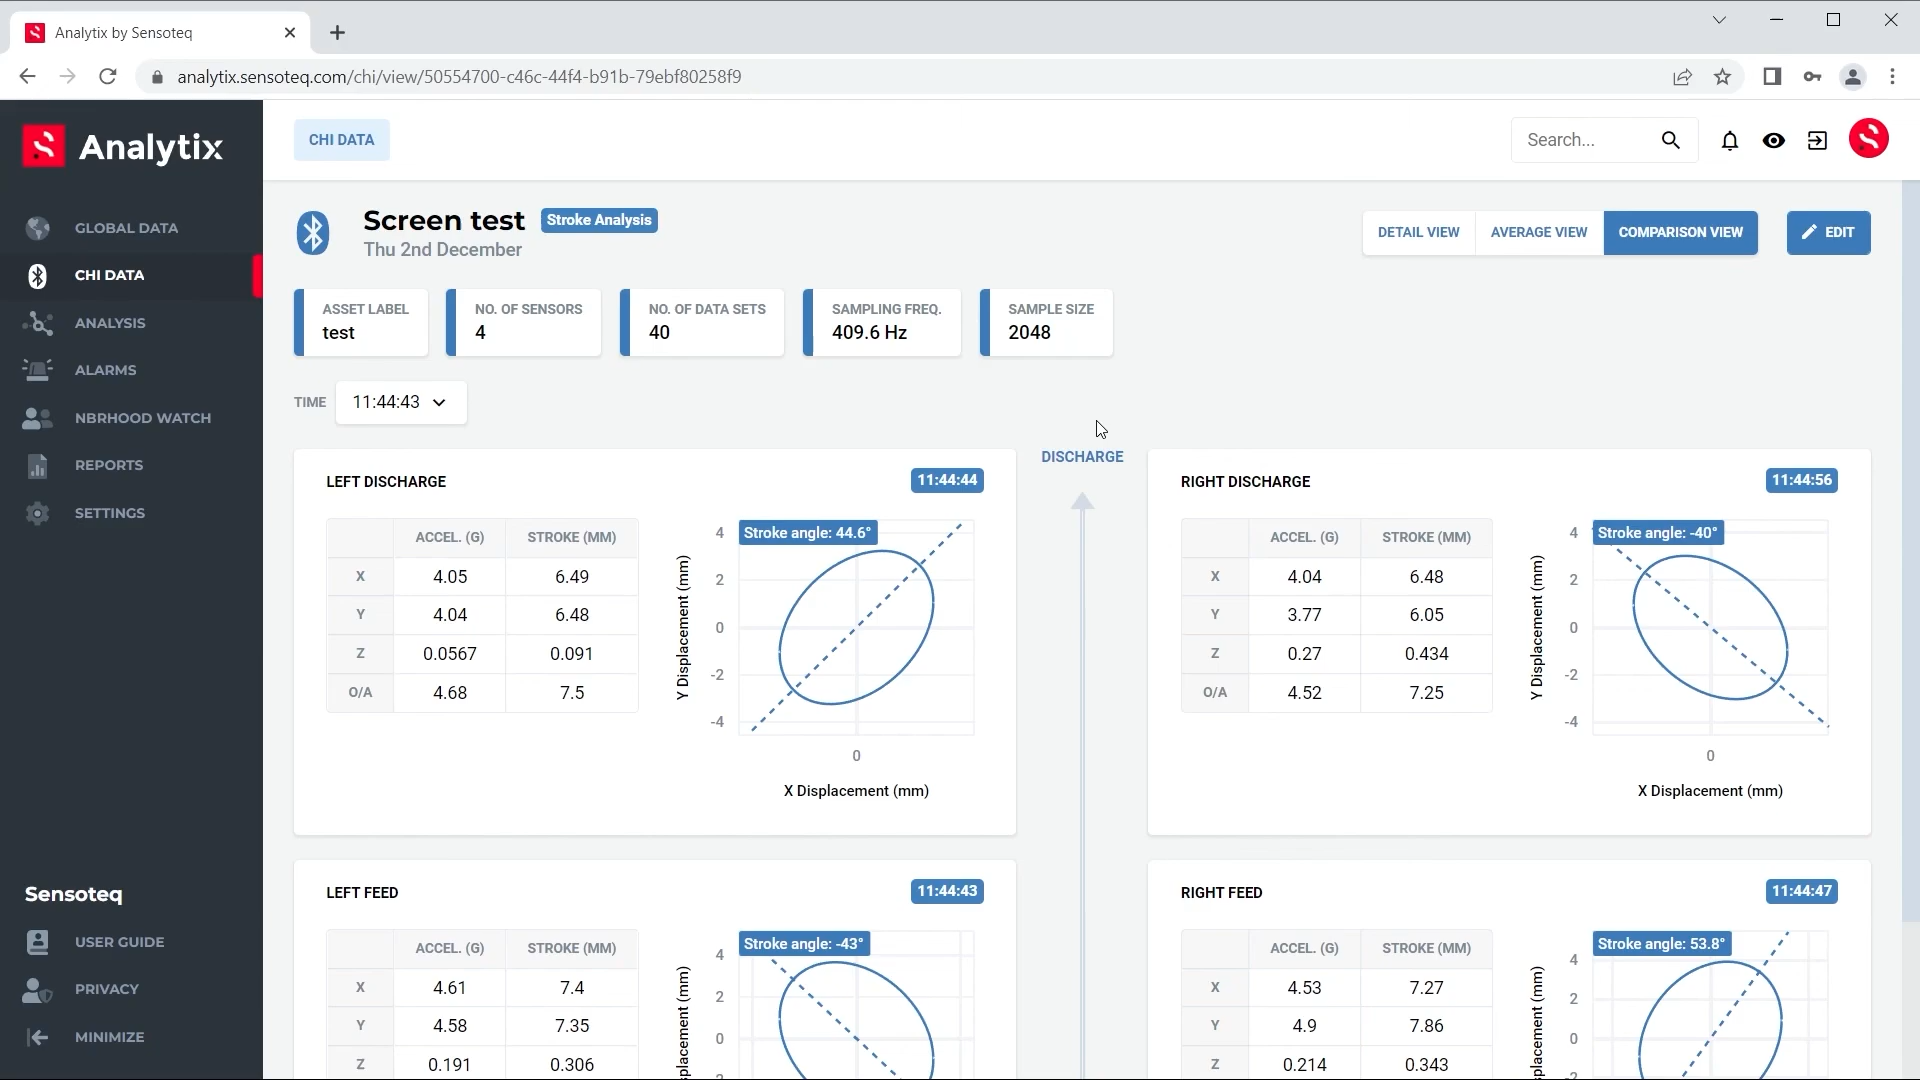 Analytix by Sensoteq
analytix.sensoteq.com/chi/view/50554700-c46c-44f4-b91b-79ebf80258f9
Analytix
CHI DATA
Search...
GLOBAL DATA
CHI DATA
ANALYSIS
ALARMS
NBRHOOD WATCH
REPORTS
SETTINGS
Sensoteq
USER GUIDE
PRIVACY
MINIMIZE
Screen test Stroke Analysis
Thu 2nd December
DETAIL VIEW AVERAGE VIEW COMPARISON VIEW EDIT
ASSET LABEL NO. OF SENSORS NO. OF DATA SETS SAMPLING FREQ. SAMPLE SIZE
test 4 40 409.6 Hz 2048
TIME 11:44:43
DISCHARGE
LEFT DISCHARGE 11:44:44
ACCEL. (G) STROKE (MM)
X 4.05 6.49
Y 4.04 6.48
Z 0.0567 0.091
O/A 4.68 7.5
Stroke angle: 44.6°
Y Displacement (mm)
4
2
0
-2
-4
0
X Displacement (mm)
RIGHT DISCHARGE 11:44:56
ACCEL. (G) STROKE (MM)
X 4.04 6.48
Y 3.77 6.05
Z 0.27 0.434
O/A 4.52 7.25
Stroke angle: -40°
Y Displacement (mm)
4
2
0
-2
-4
0
X Displacement (mm)
LEFT FEED 11:44:43
ACCEL. (G) STROKE (MM)
X 4.61 7.4
Y 4.58 7.35
Z 0.191 0.306
Stroke angle: -43°
placement (mm)
4
2
0
RIGHT FEED 11:44:47
ACCEL. (G) STROKE (MM)
X 4.53 7.27
Y 4.9 7.86
Z 0.214 0.343
Stroke angle: 53.8°
placement (mm)
4
2
0